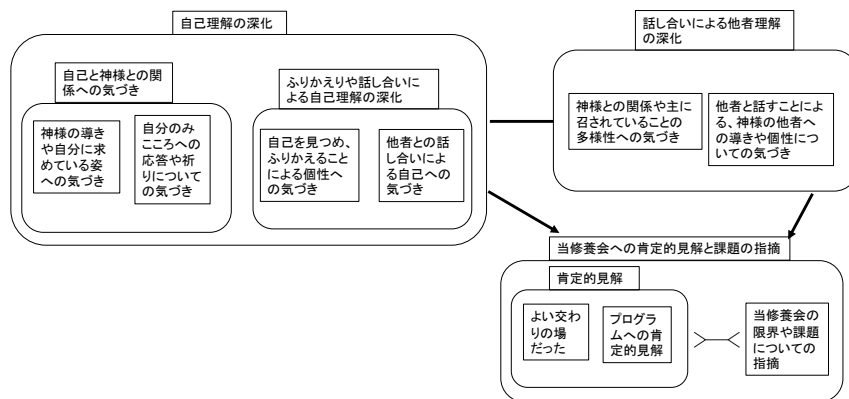 自己理解の深化
自己と神様との関
係への気づき
神様の導き
や自分に求
めている姿
への気づき
自分のみ
こころへの
応答や祈
りについて
の気づき
ふりかえりや話し合いに
よる自己理解の深化
自己を見つめ、
ふりかえること
による個性へ
の気づき
他者との話
し合いによ
る自己への
気づき
話し合いによる他者理解
の深化
神様との関係や主に
召されていることの
多様性への気づき
他者と話すことによ
る、神様の他者へ
の導きや個性につ
いての気づき
当修養会への肯定的見解と課題の指摘
肯定的見解
よい交わ
りの場
だった
プログラ
ムへの肯
定的見解
当修養会の
限界や課題
についての
指摘